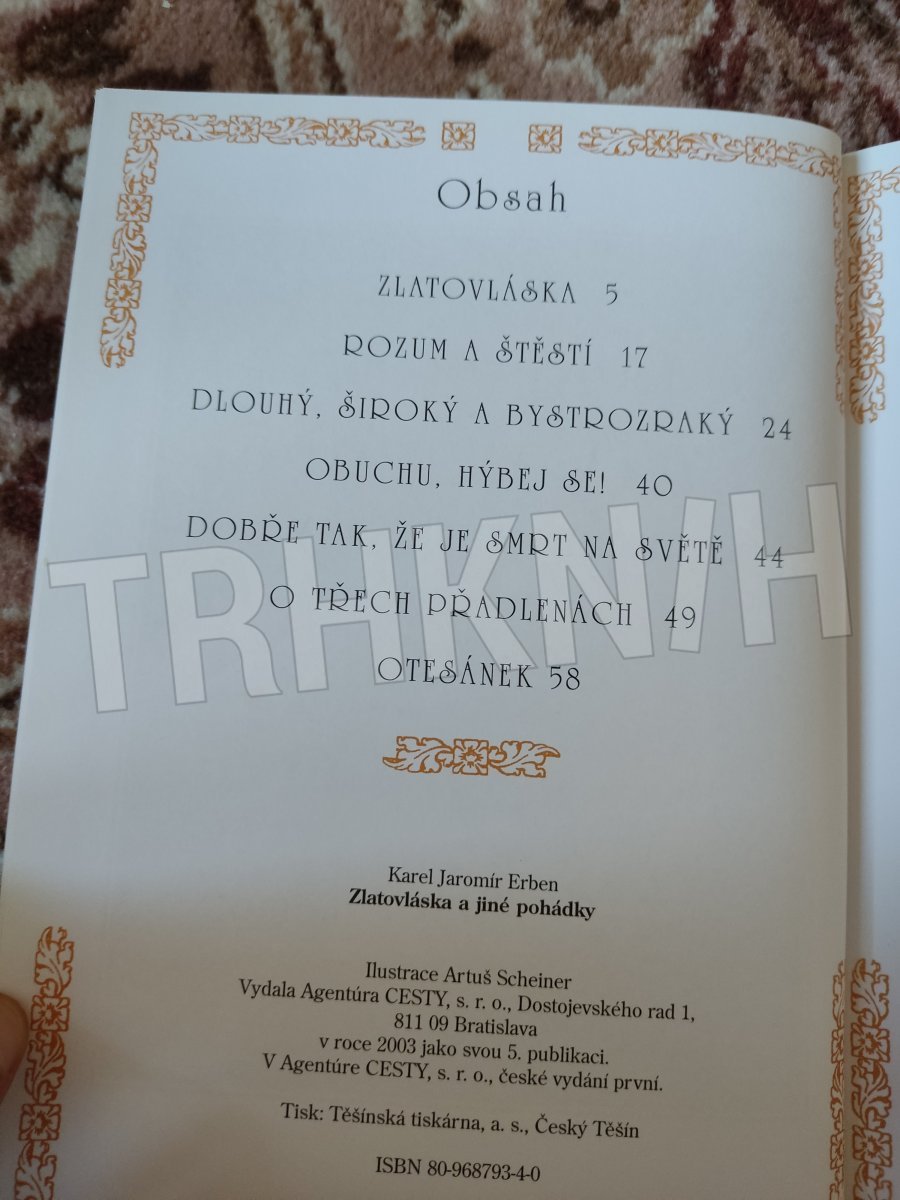 Obsah
ZLATOVLÁSKA 5
ROZUM A ŠTĚSTÍ 17
DLOUHÝ, ŠIROKÝ A BYSTROZRAKÝ 24
OBUCHU, HÝBEJ SE! 40
DOBŘE TAK, ŽE JE SMRT NA SVĚTĚ 44
O TŘECH PŘADLENÁCH 49
OTESÁNEK 58
TRHKNIH
Karel Jaromír Erben
Zlatovláska a jiné pohádky
Ilustrace Artuš Scheiner
Vydala Agentúra CESTY, s. r. o., Dostojevského rad 1,
811 09 Bratislava
v roce 2003 jako svou 5. publikaci.
V Agentúre CESTY, s. r. o., české vydání první.
Tisk: Těšínská tiskárna, a. s., Český Těšín
ISBN 80-968793-4-0